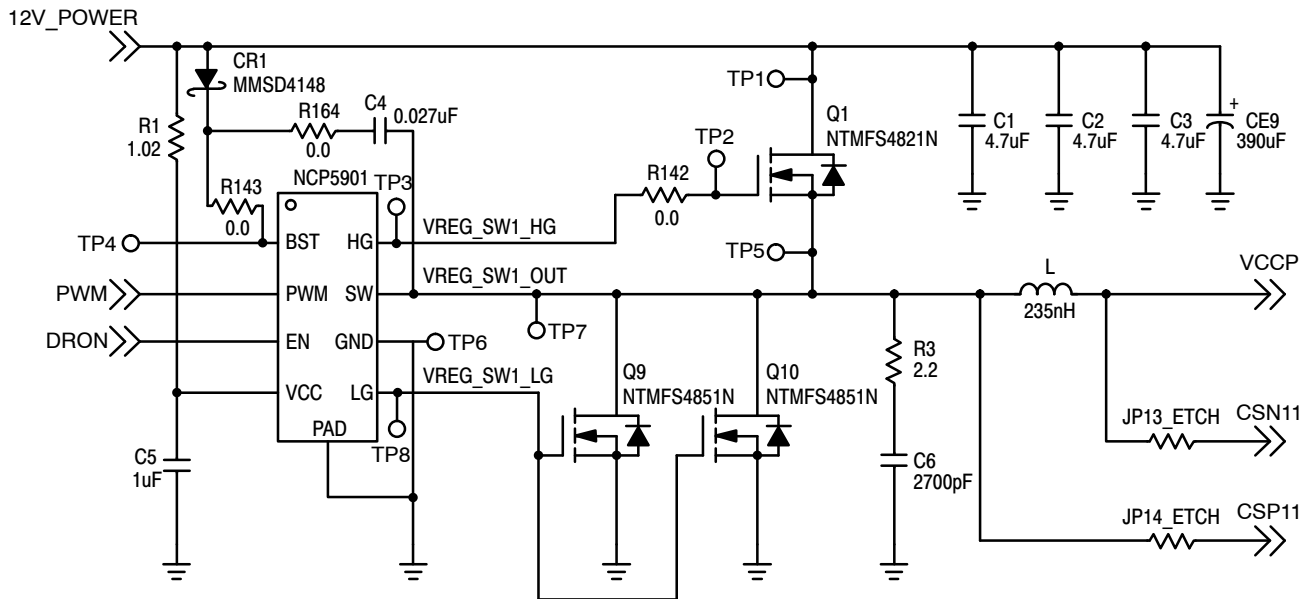 12V_POWER
CR1
MMSD4148
R1
1.02
R164
0.0
C4
0.027uF
R143
0.0
NCP5901
TP3
TP4
BST
HG
VREG_SW1_HG
R142
0.0
TP2
TP1
Q1
NTMFS4821N
TP5
C1
4.7uF
C2
4.7uF
C3
4.7uF
+
CE9
390uF
PWM
PWM
SW
VREG_SW1_OUT
TP7
L
235nH
VCCP
DRON
EN
GND
TP6
VCC
LG
VREG_SW1_LG
TP8
PAD
C5
1uF
Q9
NTMFS4851N
Q10
NTMFS4851N
R3
2.2
C6
2700pF
JP13_ETCH
CSN11
JP14_ETCH
CSP11